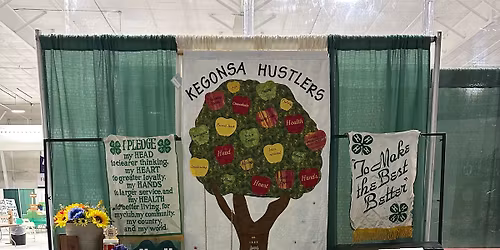 KEGONSA HUSTLERS
Health
Head
Heart
Hands
I PLEDGE
my HEAD
to clearer thinking,
my HEART
to greater loyalty,
my HANDS
to larger service, and
my HEALTH
to better living, for
my club, my community,
my country,
and my world.
To Make
the Best
Better